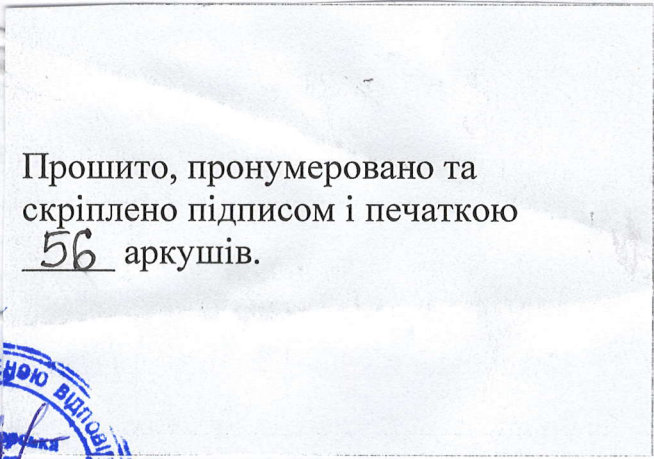 Прошито, пронумеровано та
скріплено підписом і печаткою
56 аркушів.